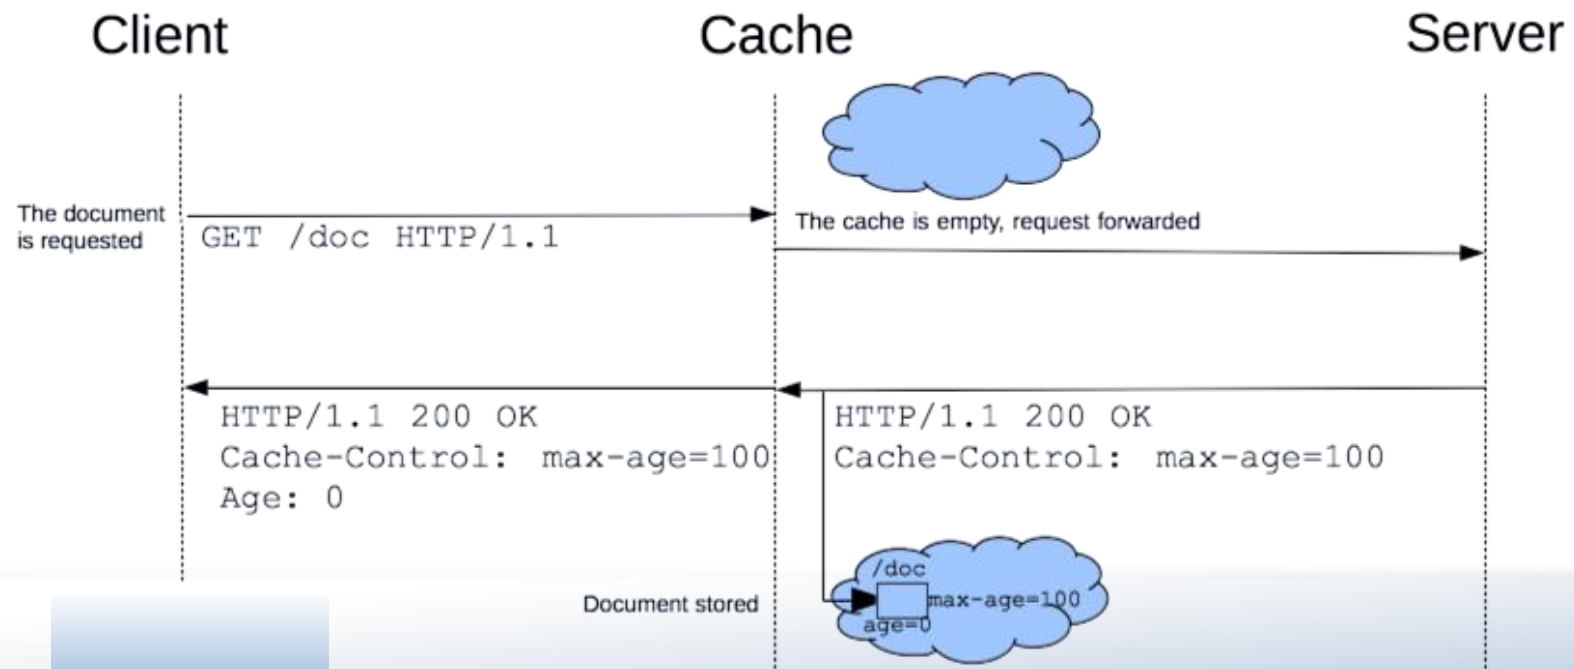 Client
Cache
Server
The document
is requested
GET /doc HTTP/1.1
The cache is empty, request forwarded
HTTP/1.1 200 OK
Cache-Control: max-age=100
Age: 0
HTTP/1.1 200 OK
Cache-Control: max-age=100
Document stored
/doc
max-age=100
age=0